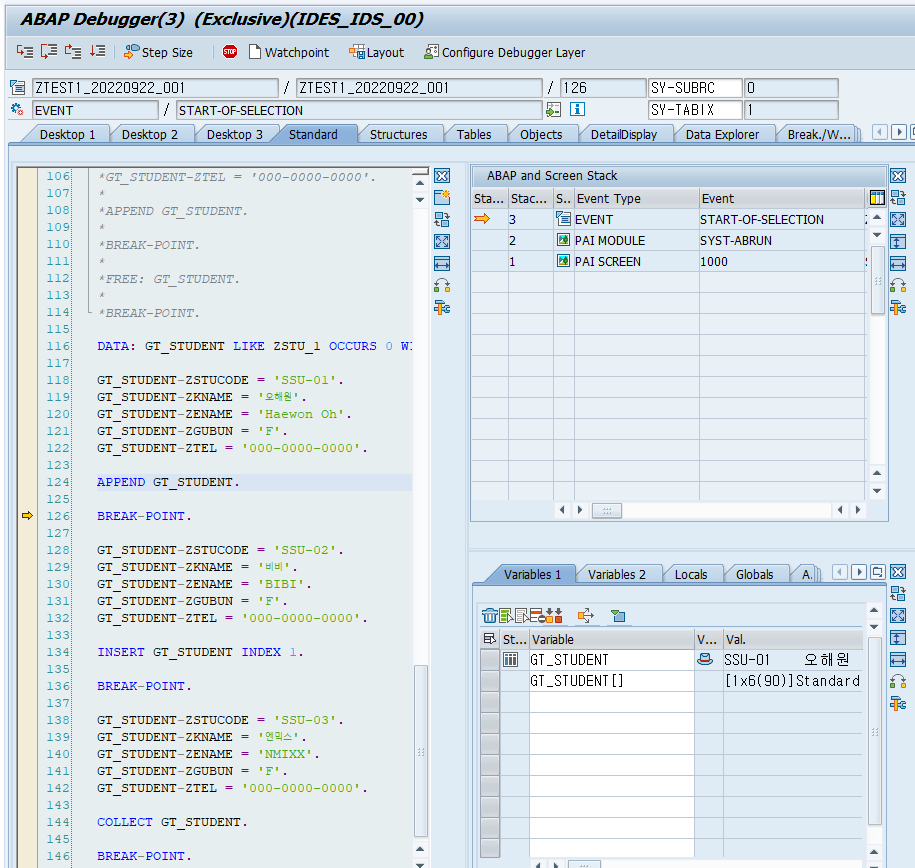 ABAP Debugger(3) (Exclusive)(IDES_IDS_00)
Step Size STOP Watchpoint Layout Configure Debugger Layer
ZTEST1_20220922_001 / ZTEST1_20220922_001 / 126 SY-SUBRC 0
EVENT / START-OF-SELECTION SY-TABIX 1
Desktop 1 Desktop 2 Desktop 3 Standard Structures Tables Objects DetailDisplay Data Explorer Break./W...
106 *GT_STUDENT-ZTEL = '000-0000-0000'.
107 *
108 *APPEND GT_STUDENT.
109 *
110 *BREAK-POINT.
111 *
112 *FREE: GT_STUDENT.
113 *
114 *BREAK-POINT.
115
116 DATA: GT_STUDENT LIKE ZSTU_1 OCCURS 0 WI
117
118 GT_STUDENT-ZSTUCODE = 'SSU-01'.
119 GT_STUDENT-ZKNAME = '오해원'.
120 GT_STUDENT-ZENAME = 'Haewon Oh'.
121 GT_STUDENT-ZGUBUN = 'F'.
122 GT_STUDENT-ZTEL = '000-0000-0000'.
123
124 APPEND GT_STUDENT.
125
126 BREAK-POINT.
127
128 GT_STUDENT-ZSTUCODE = 'SSU-02'.
129 GT_STUDENT-ZKNAME = '비비'.
130 GT_STUDENT-ZENAME = 'BIBI'.
131 GT_STUDENT-ZGUBUN = 'F'.
132 GT_STUDENT-ZTEL = '000-0000-0000'.
133
134 INSERT GT_STUDENT INDEX 1.
135
136 BREAK-POINT.
137
138 GT_STUDENT-ZSTUCODE = 'SSU-03'.
139 GT_STUDENT-ZKNAME = '엔믹스'.
140 GT_STUDENT-ZENAME = 'NMIXX'.
141 GT_STUDENT-ZGUBUN = 'F'.
142 GT_STUDENT-ZTEL = '000-0000-0000'.
143
144 COLLECT GT_STUDENT.
145
146 BREAK-POINT.
ABAP and Screen Stack
Sta... Stac... S.. Event Type Event
3 EVENT START-OF-SELECTION
2 PAI MODULE SYST-ABRUN
1 PAI SCREEN 1000
Variables 1 Variables 2 Locals Globals A.
St... Variable V... Val.
GT_STUDENT SSU-01 오해원
GT_STUDENT[] [1x6(90)]Standard